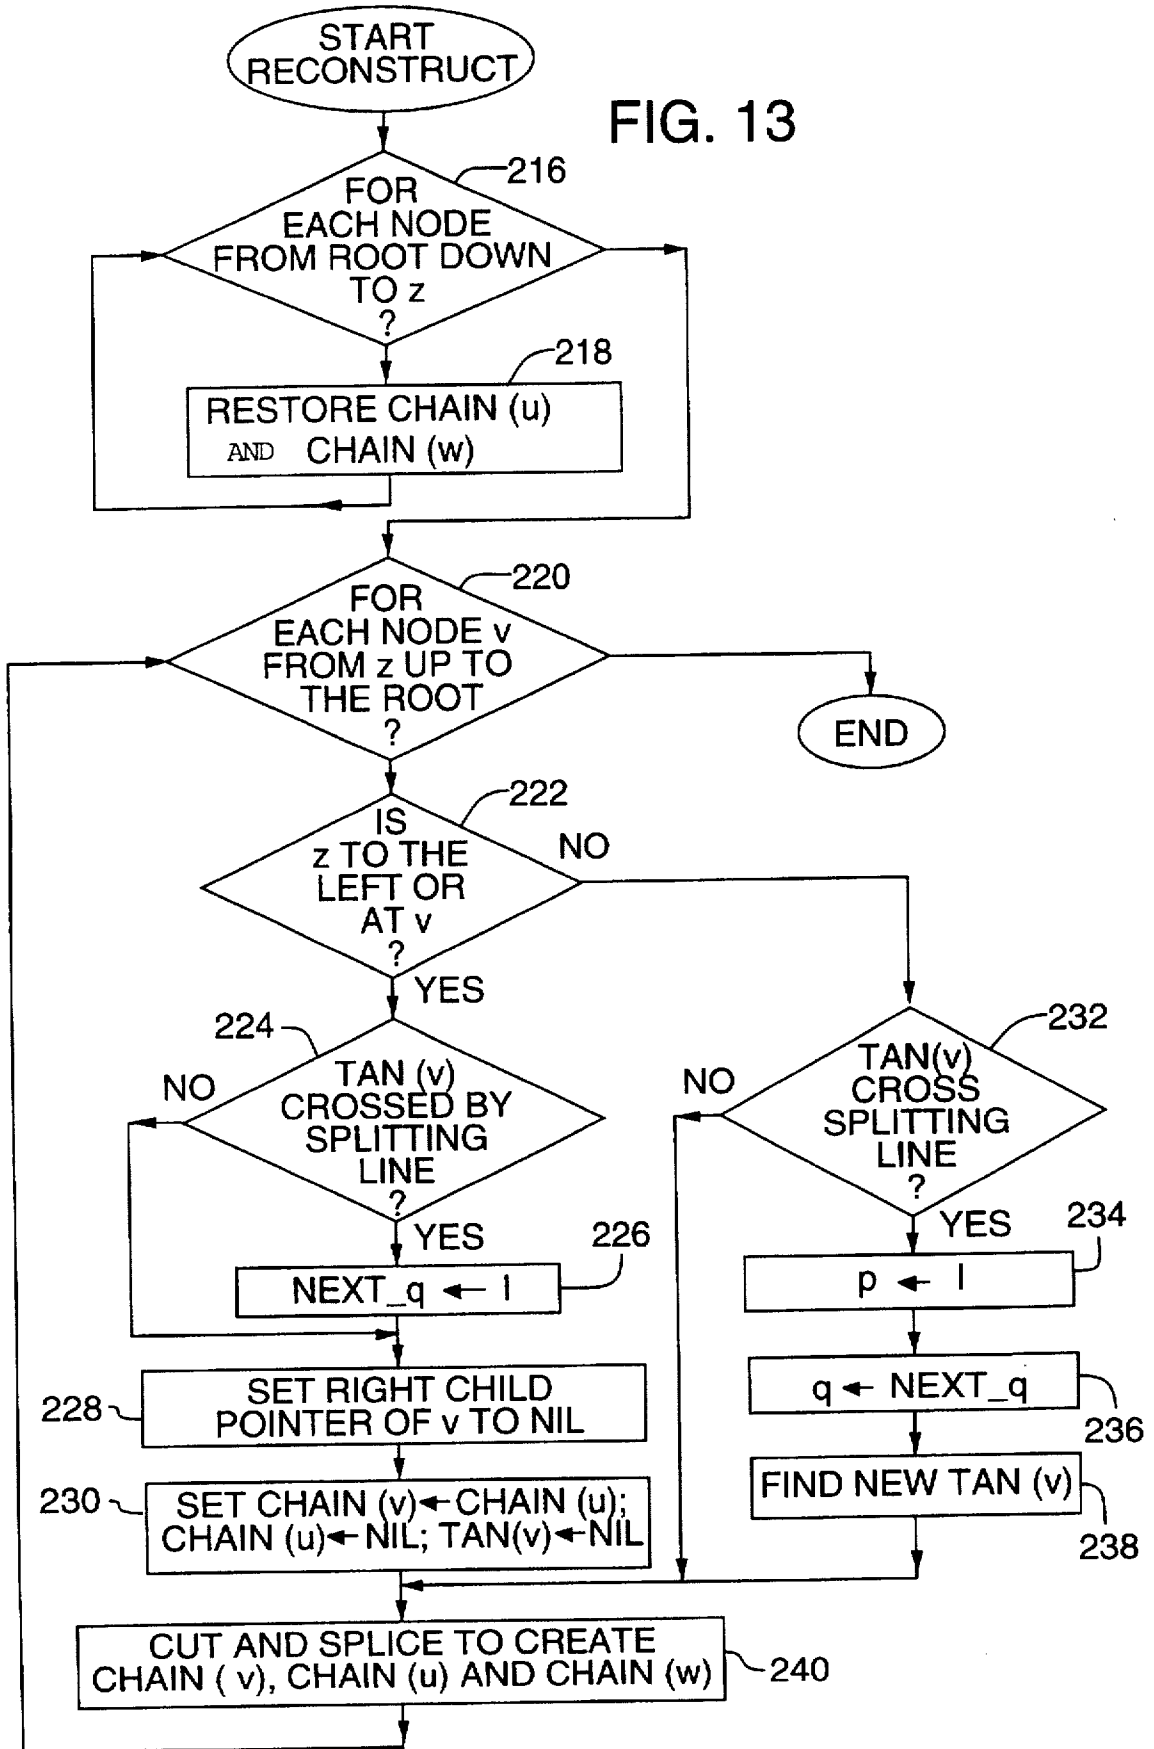 START
RECONSTRUCT
FIG. 13
216
FOR
EACH NODE
FROM ROOT DOWN
TO z
?
218
RESTORE CHAIN (u)
AND CHAIN (w)
220
FOR
EACH NODE v
FROM z UP TO
THE ROOT
?
END
222
IS
z TO THE
LEFT OR
AT v
?
NO
YES
224
NO
TAN (v)
CROSSED BY
SPLITTING
LINE
?
YES
226
NEXT_q ← l
228
SET RIGHT CHILD
POINTER OF v TO NIL
230
SET CHAIN (v)←CHAIN (u);
CHAIN (u)←NIL; TAN(v)←NIL
232
NO
TAN(v)
CROSS
SPLITTING
LINE
?
YES
234
p ← l
q ← NEXT_q
236
FIND NEW TAN (v)
238
CUT AND SPLICE TO CREATE
CHAIN ( v), CHAIN (u) AND CHAIN (w)
240